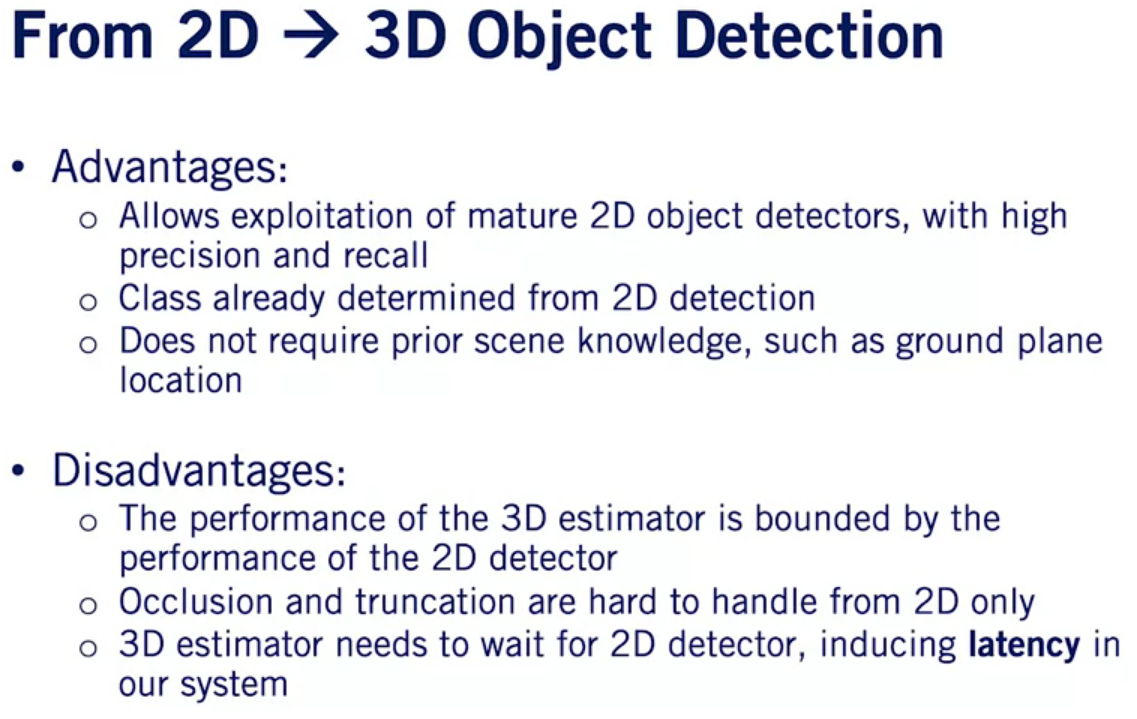 From 2D → 3D Object Detection
• Advantages:
o Allows exploitation of mature 2D object detectors, with high
precision and recall
o Class already determined from 2D detection
o Does not require prior scene knowledge, such as ground plane
location
• Disadvantages:
o The performance of the 3D estimator is bounded by the
performance of the 2D detector
o Occlusion and truncation are hard to handle from 2D only
o 3D estimator needs to wait for 2D detector, inducing latency in
our system